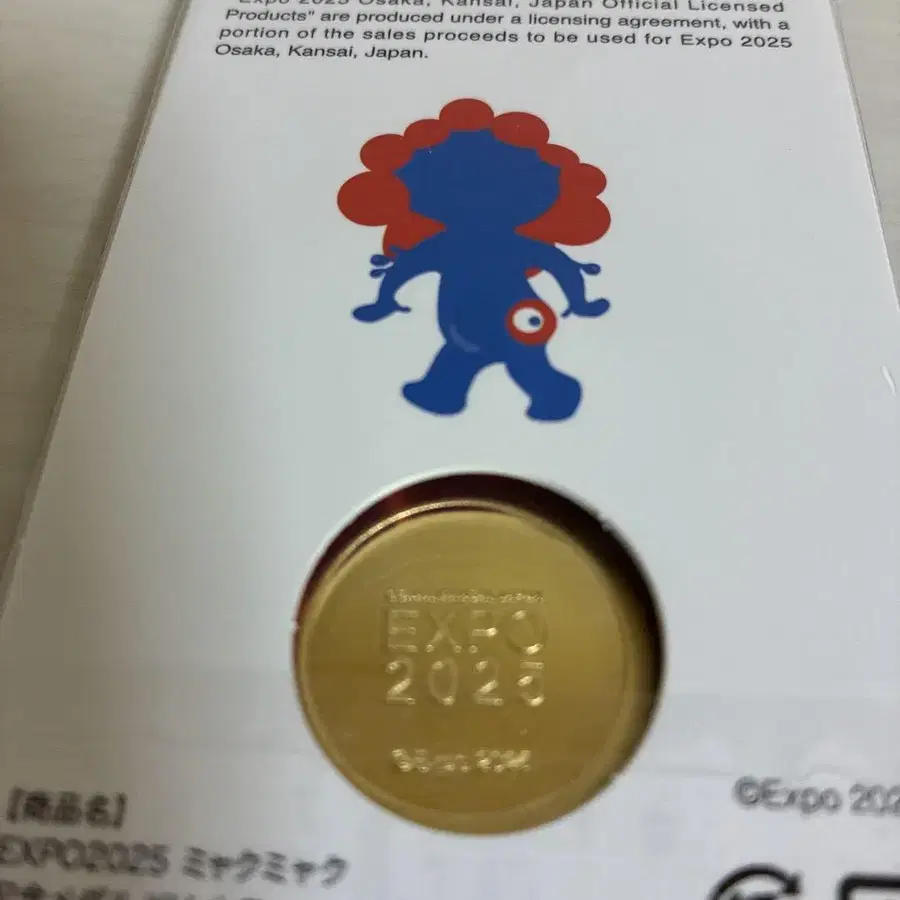 "Expo 2025 Osaka, Kansai, Japan Official Licensed
Products" are produced under a licensing agreement, with a
portion of the sales proceeds to be used for Expo 2025
Osaka, Kansai, Japan.
EXPO
2025
©Expo 2025
【商品名】
©Expo 202
EXPO2025 ミャクミャク